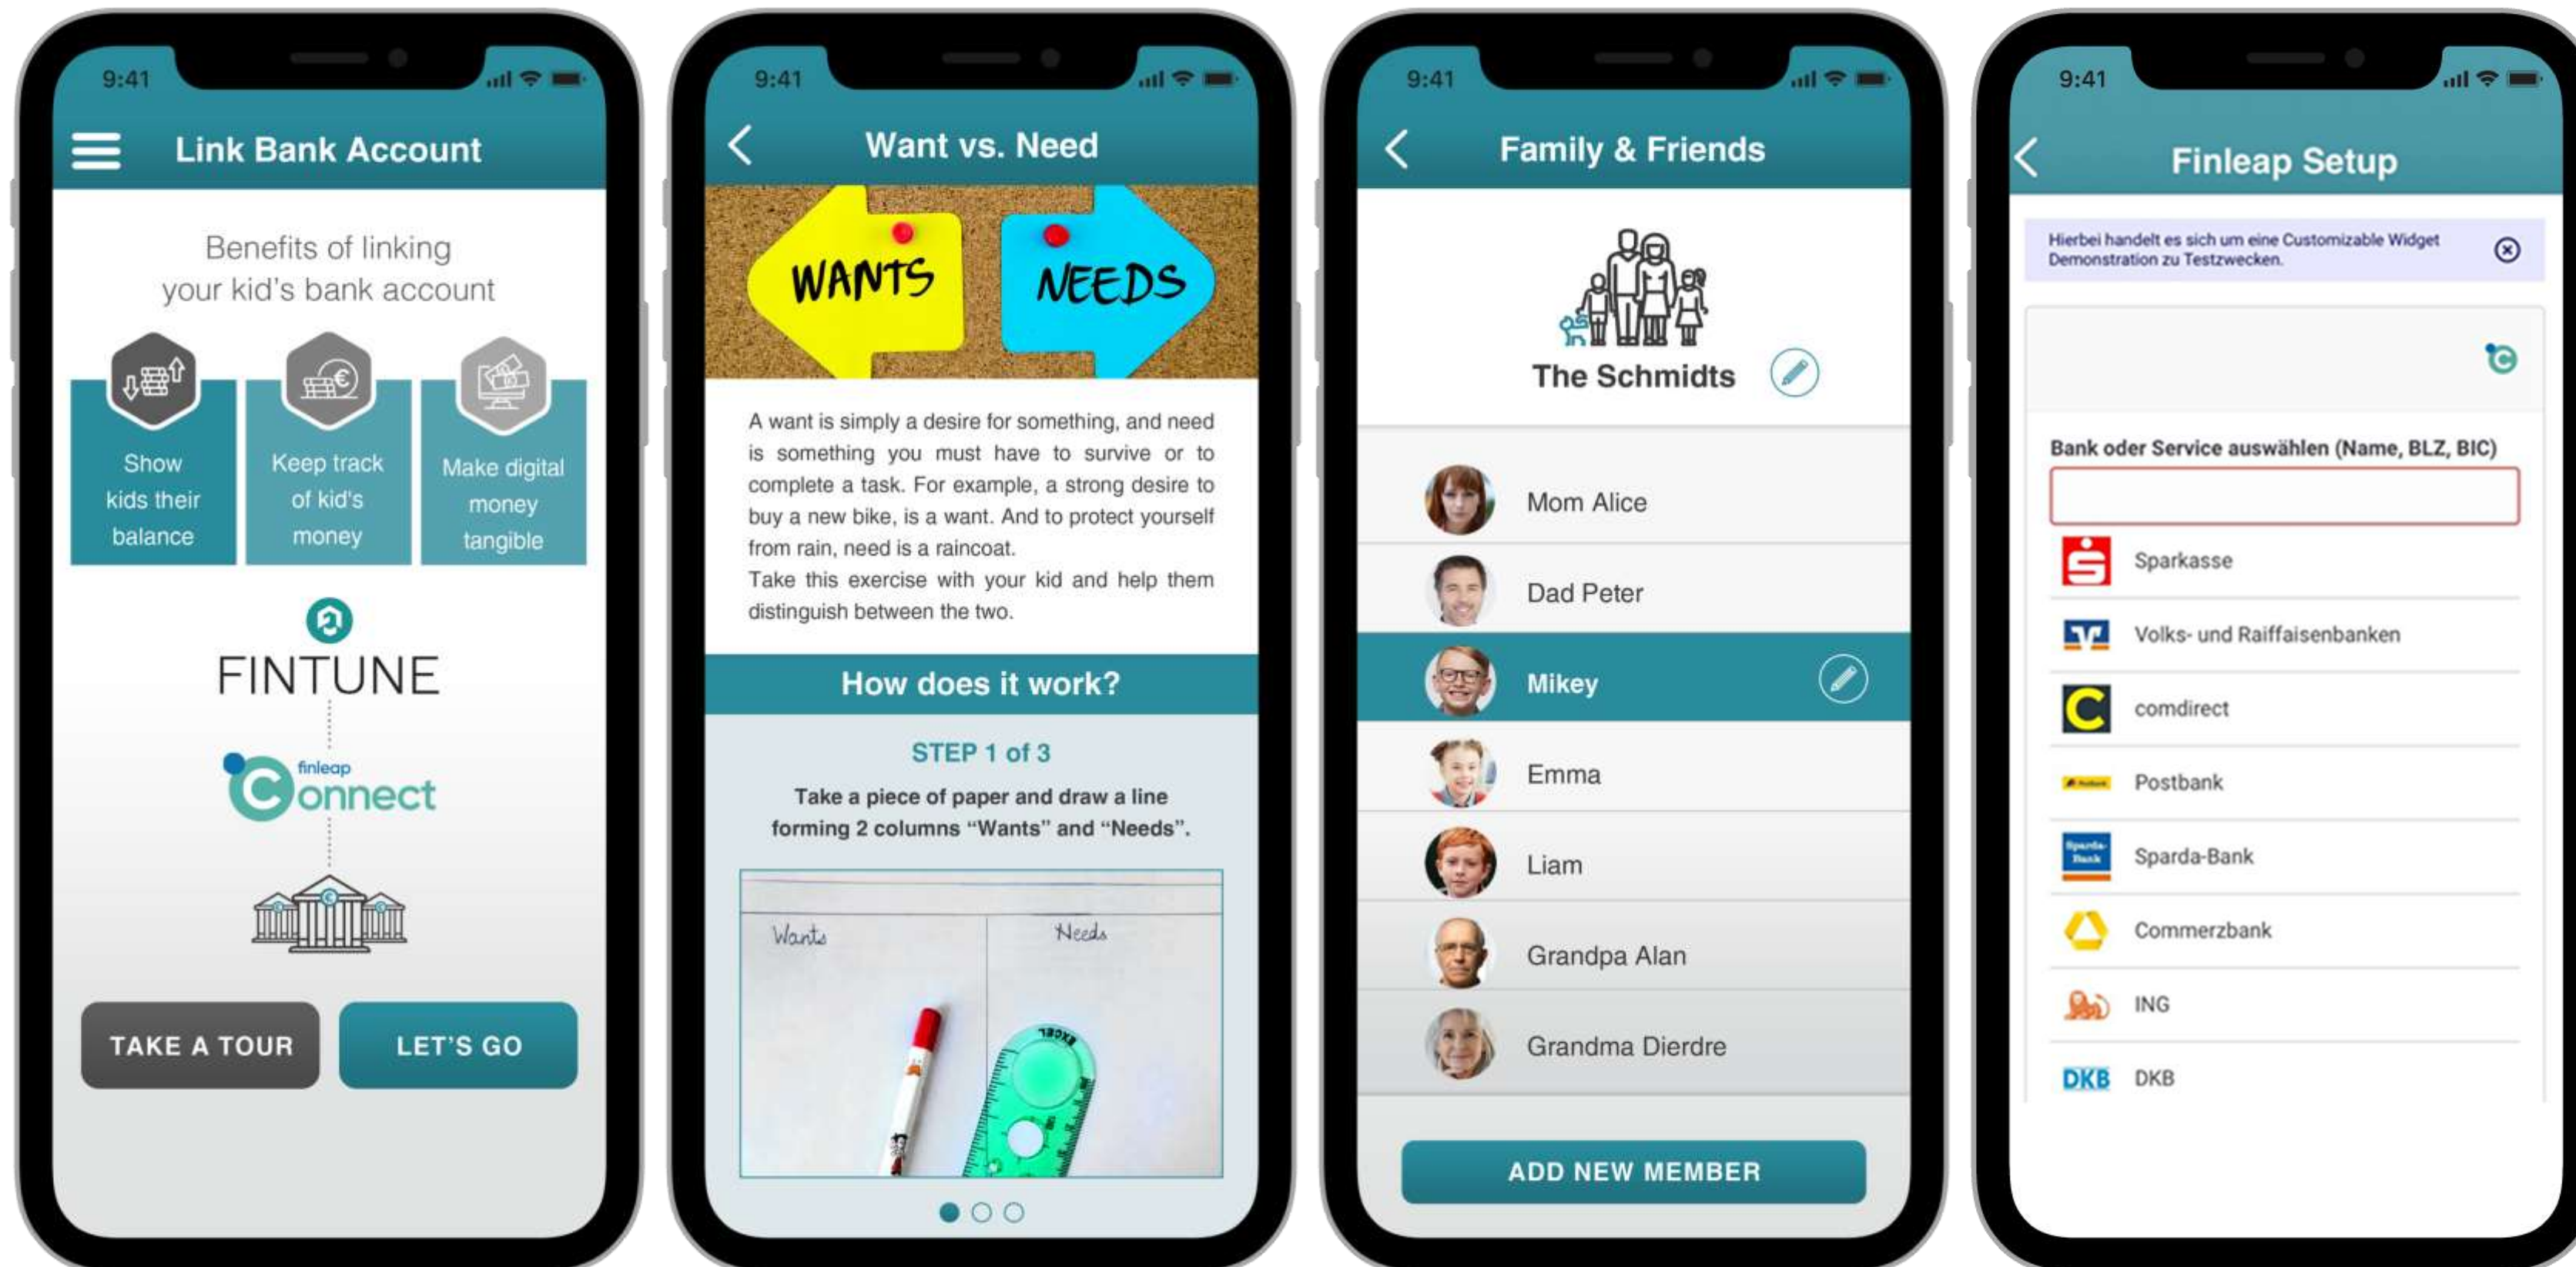 9:41
Link Bank Account
Benefits of linking
your kid's bank account
Show
kids their
balance
Keep track
of kid's
money
Make digital
money
tangible
FINTUNE
finleap
Connect
TAKE A TOUR
LET'S GO
9:41
Want vs. Need
WANTS
NEEDS
A want is simply a desire for something, and need
is something you must have to survive or to
complete a task. For example, a strong desire to
buy a new bike, is a want. And to protect yourself
from rain, need is a raincoat.
Take this exercise with your kid and help them
distinguish between the two.
How does it work?
STEP 1 of 3
Take a piece of paper and draw a line
forming 2 columns “Wants” and “Needs”.
Wants
Needs
EXCEL
9:41
Family & Friends
The Schmidts
Mom Alice
Dad Peter
Mikey
Emma
Liam
Grandpa Alan
Grandma Dierdre
ADD NEW MEMBER
9:41
Finleap Setup
Hierbei handelt es sich um eine Customizable Widget
Demonstration zu Testzwecken.
Bank oder Service auswählen (Name, BLZ, BIC)
Sparkasse
Volks- und Raiffaisenbanken
comdirect
Postbank
Postbank
Sparda-
Bank
Sparda-Bank
Commerzbank
ING
DKB
DKB